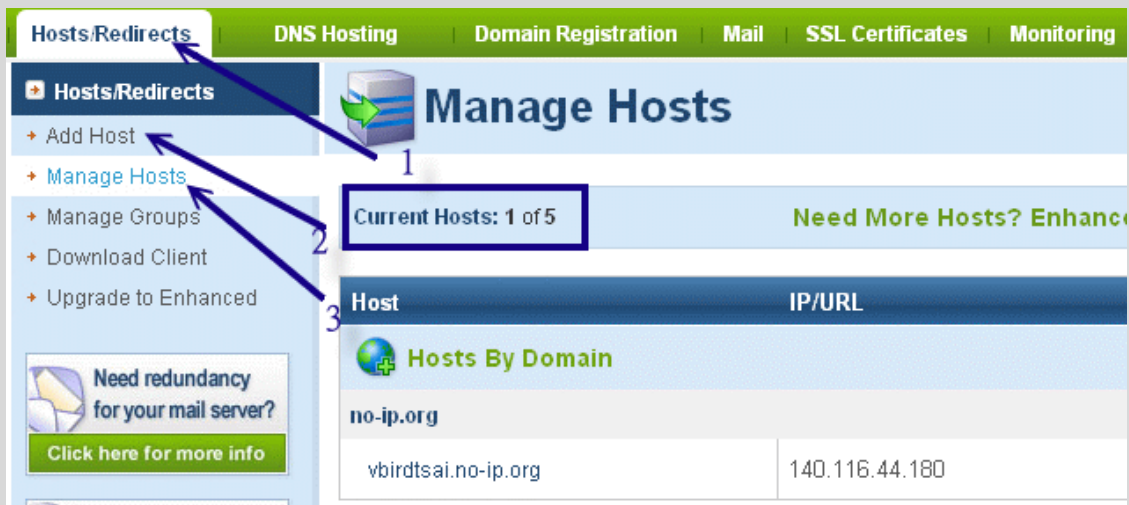 Hosts/Redirects DNS Hosting Domain Registration Mail SSL Certificates Monitoring
Hosts/Redirects
Add Host
Manage Hosts
Manage Groups
Download Client
Upgrade to Enhanced
Need redundancy
for your mail server?
Click here for more info
Manage Hosts
1
2
3
Current Hosts: 1 of 5
Need More Hosts?
Host IP/URL
Hosts By Domain
no-ip.org
vbirdtsai.no-ip.org 140.116.44.180